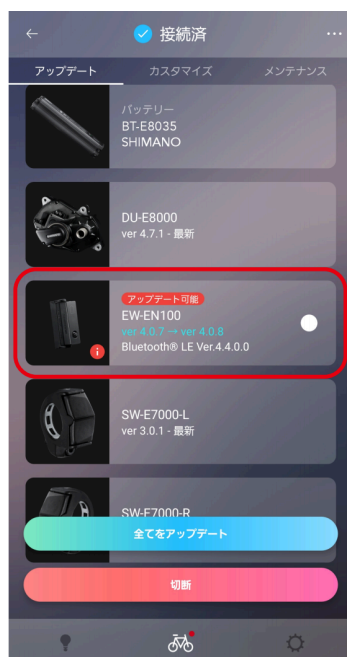 接続済
アップデート
カスタマイズ
メンテナンス
バッテリー
BT-E8035
SHIMANO
DU-E8000
ver 4.7.1 - 最新
アップデート可能
EW-EN100
ver 4.0.7 → ver 4.0.8
Bluetooth® LE Ver.4.4.0.0
SW-E7000-L
ver 3.0.1 - 最新
SW-E7000-R
全てをアップデート
切断